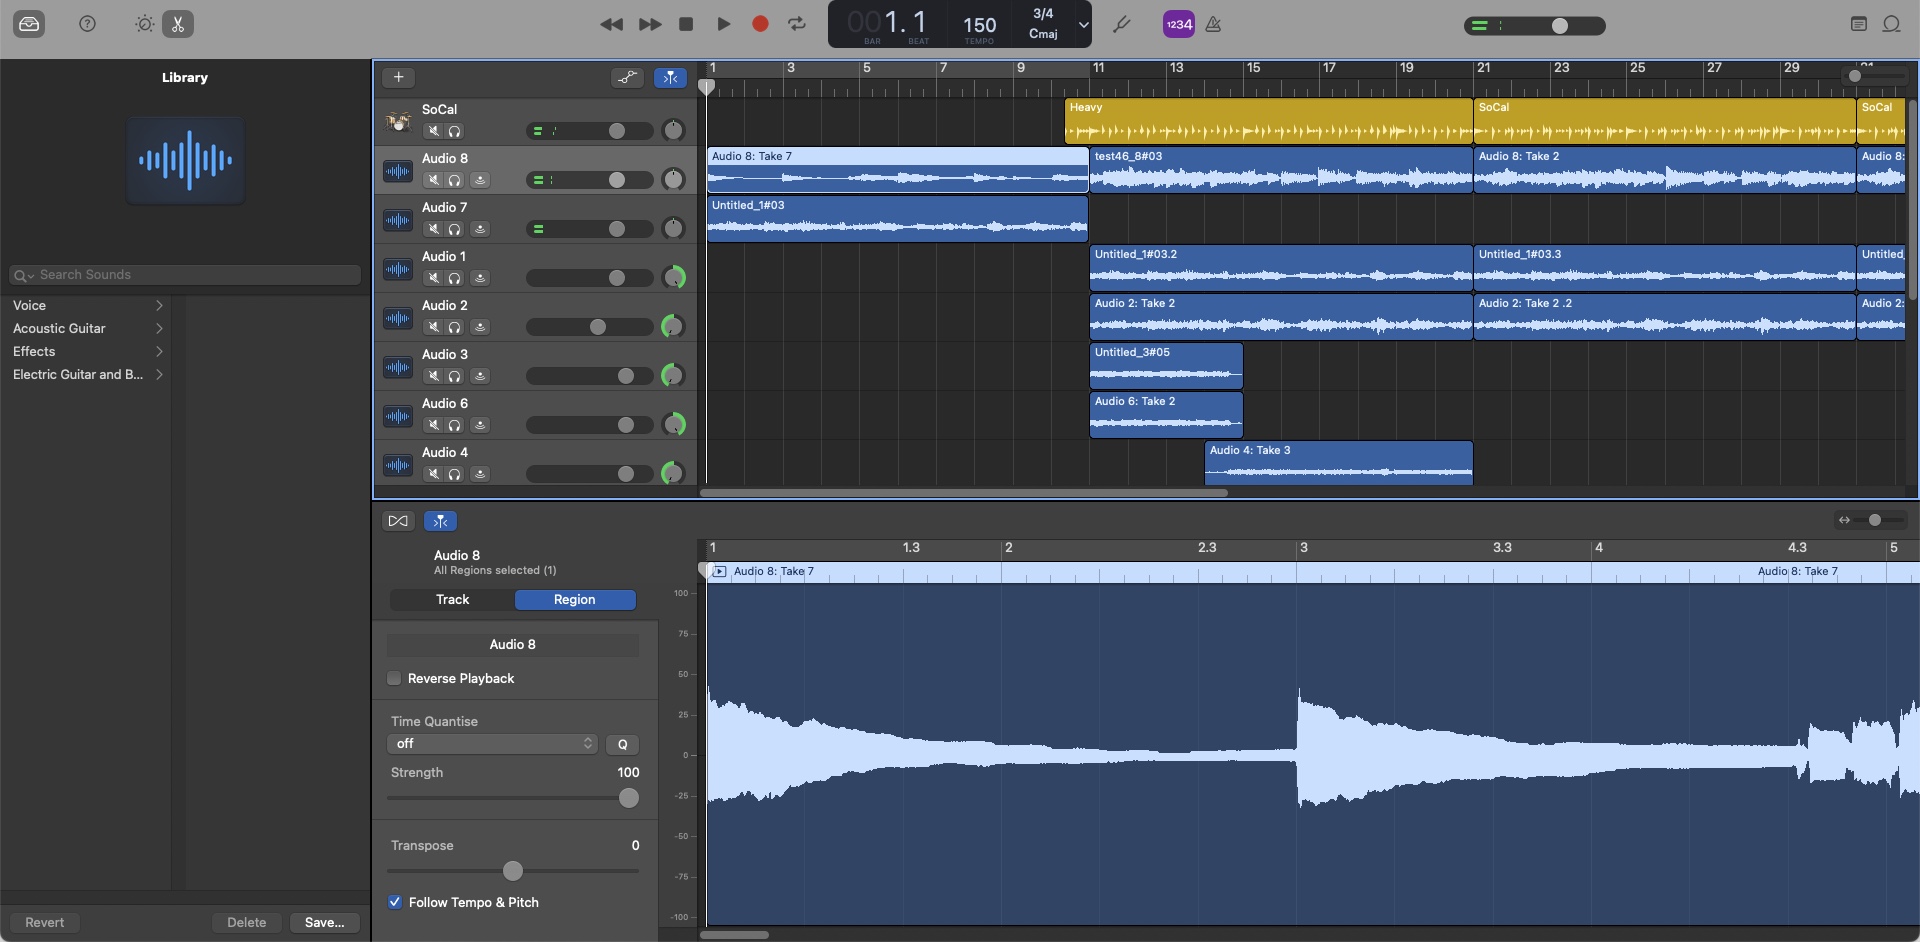 001.1
BAR BEAT
150
TEMPO
3/4
Cmaj
1234
Library
Search Sounds
Voice
Acoustic Guitar
Effects
Electric Guitar and B...
Revert
Delete
Save...
1 3 5 7 9 11 13 15 17 19 21 23 25 27 29 31
SoCal
Heavy
SoCal
SoCal
Audio 8
Audio 8: Take 7
test46_8#03
Audio 8: Take 2
Audio 8:
Audio 7
Untitled_1#03
Audio 1
Untitled_1#03.2
Untitled_1#03.3
Untitled_
Audio 2
Audio 2: Take 2
Audio 2: Take 2 .2
Audio 2:
Audio 3
Untitled_3#05
Audio 6
Audio 6: Take 2
Audio 4
Audio 4: Take 3
Audio 8
All Regions selected (1)
Track
Region
Audio 8
Reverse Playback
Time Quantise
off
Q
Strength
100
Transpose
0
Follow Tempo & Pitch
1 1.3 2 2.3 3 3.3 4 4.3 5
Audio 8: Take 7
Audio 8: Take 7
100
75
50
25
0
-25
-50
-75
-100